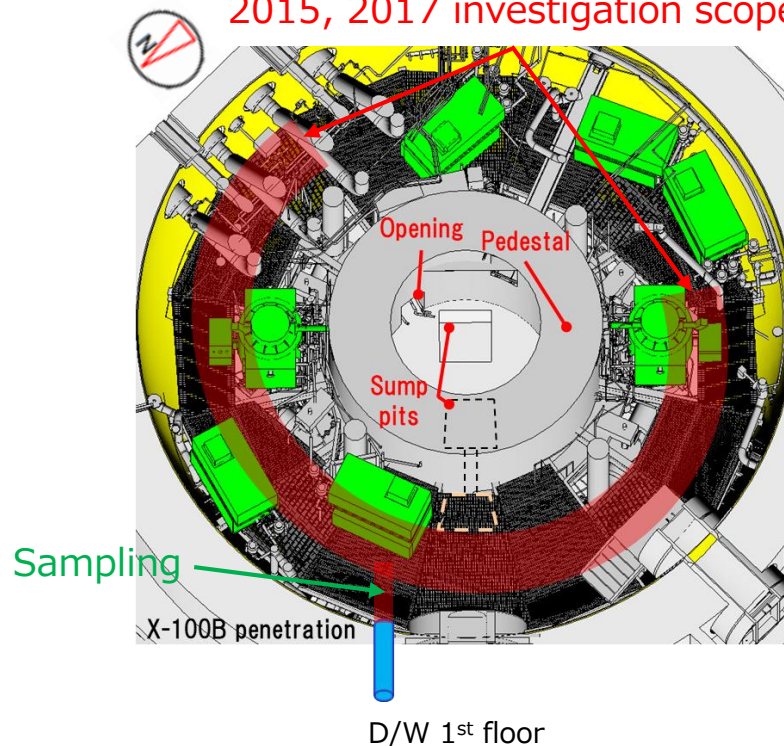 2015, 2017 investigation scope
N
Opening
Pedestal
Sump
pits
Sampling
X-100B penetration
D/W 1st floor